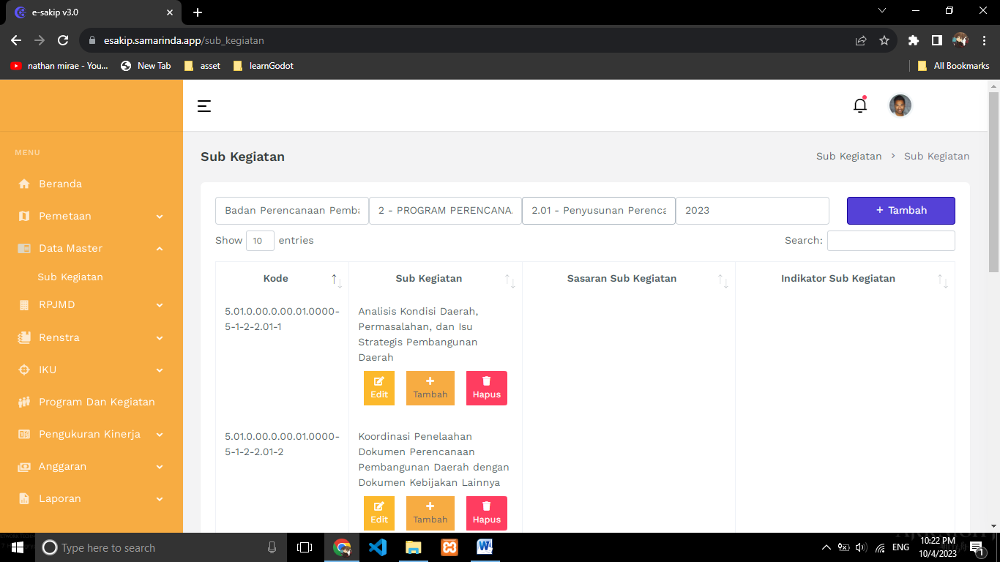 e-sakip v3.0
esakip.samarinda.app/sub_kegiatan
nathan mirae - You...
New Tab
asset
learnGodot
All Bookmarks
MENU
Beranda
Pemetaan
Data Master
Sub Kegiatan
RPJMD
Renstra
IKU
Program Dan Kegiatan
Pengukuran Kinerja
Anggaran
Laporan
Sub Kegiatan
Sub Kegiatan > Sub Kegiatan
Badan Perencanaan Pemba
2 - PROGRAM PERENCANA
2.01 - Penyusunan Perenca
2023
+ Tambah
Show 10 entries
Search:
Kode
Sub Kegiatan
Sasaran Sub Kegiatan
Indikator Sub Kegiatan
5.01.0.00.0.00.01.0000-
5-1-2-2.01-1
Analisis Kondisi Daerah,
Permasalahan, dan Isu
Strategis Pembangunan
Daerah
Edit
Tambah
Hapus
5.01.0.00.0.00.01.0000-
5-1-2-2.01-2
Koordinasi Penelaahan
Dokumen Perencanaan
Pembangunan Daerah dengan
Dokumen Kebijakan Lainnya
Edit
Tambah
Hapus
Type here to search
ENG
10:22 PM
10/4/2023
1